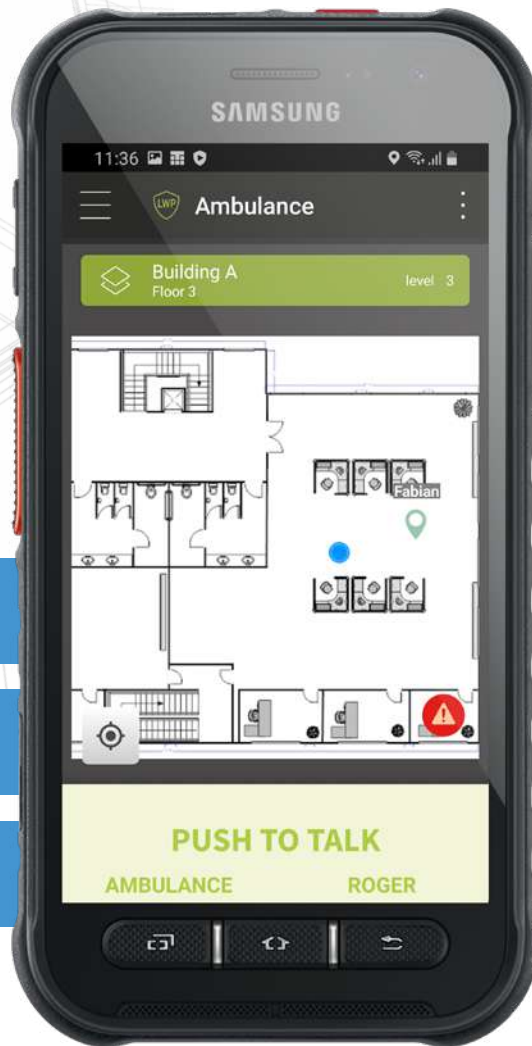 SAMSUNG
11:36
LWP Ambulance
Building A
Floor 3
level 3
Fabian
PUSH TO TALK
AMBULANCE ROGER